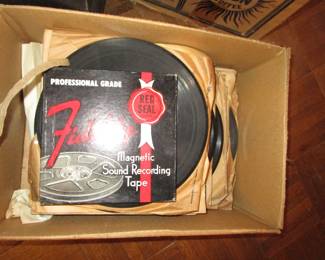 PROFESSIONAL GRADE
RED
SEAL
Magnetic
Sound Recording
Tape